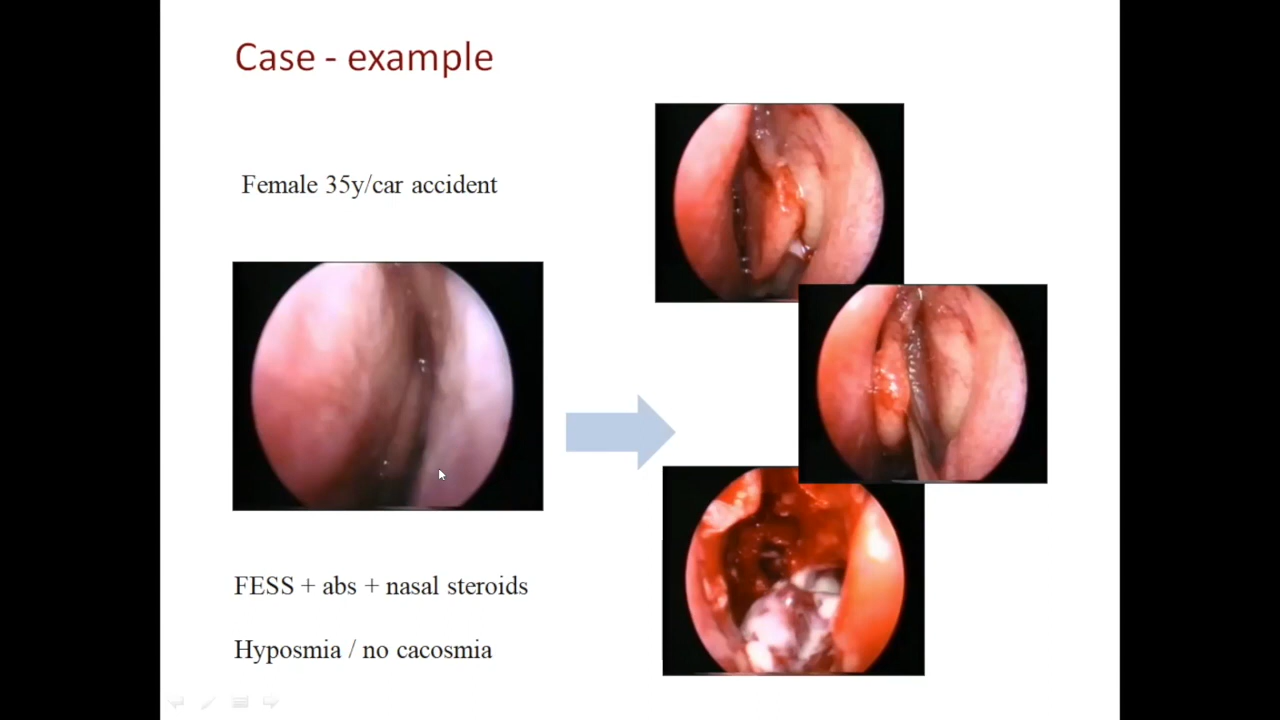 Case - example
Female 35y/car accident
FESS + abs + nasal steroids
Hyposmia / no cacosmia